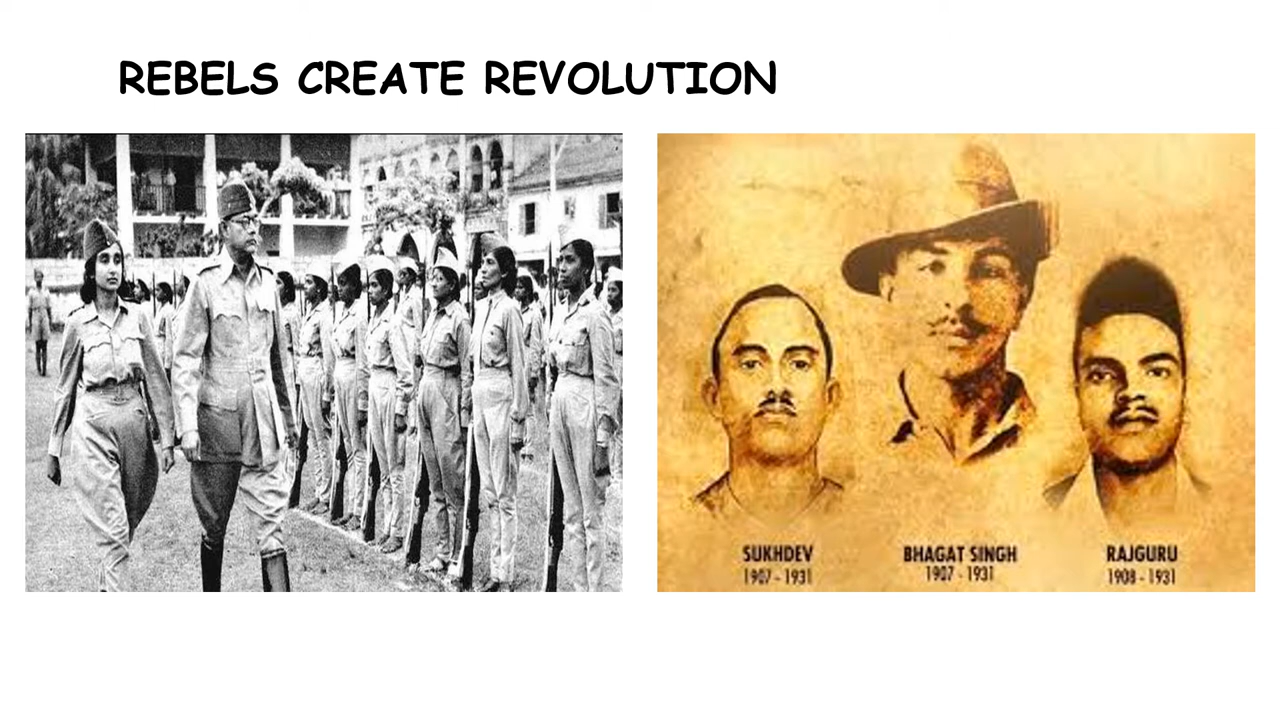 REBELS CREATE REVOLUTION
SUKHDEV
1907 - 1931
BHAGAT SINGH
1907 - 1931
RAJGURU
1908 - 1931